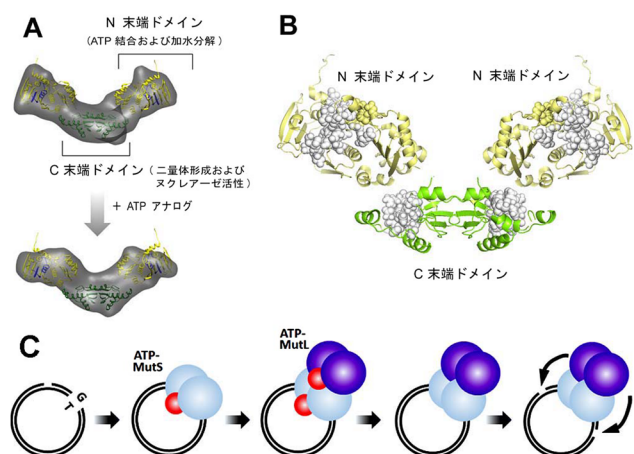 A
N 末端ドメイン
(ATP 結合および加水分解)
C 末端ドメイン(二量体形成および
ヌクレアーゼ活性)
+ ATP アナログ
B
N 末端ドメイン
N 末端ドメイン
C 末端ドメイン
C
G
T
ATP-
MutS
ATP-
MutL